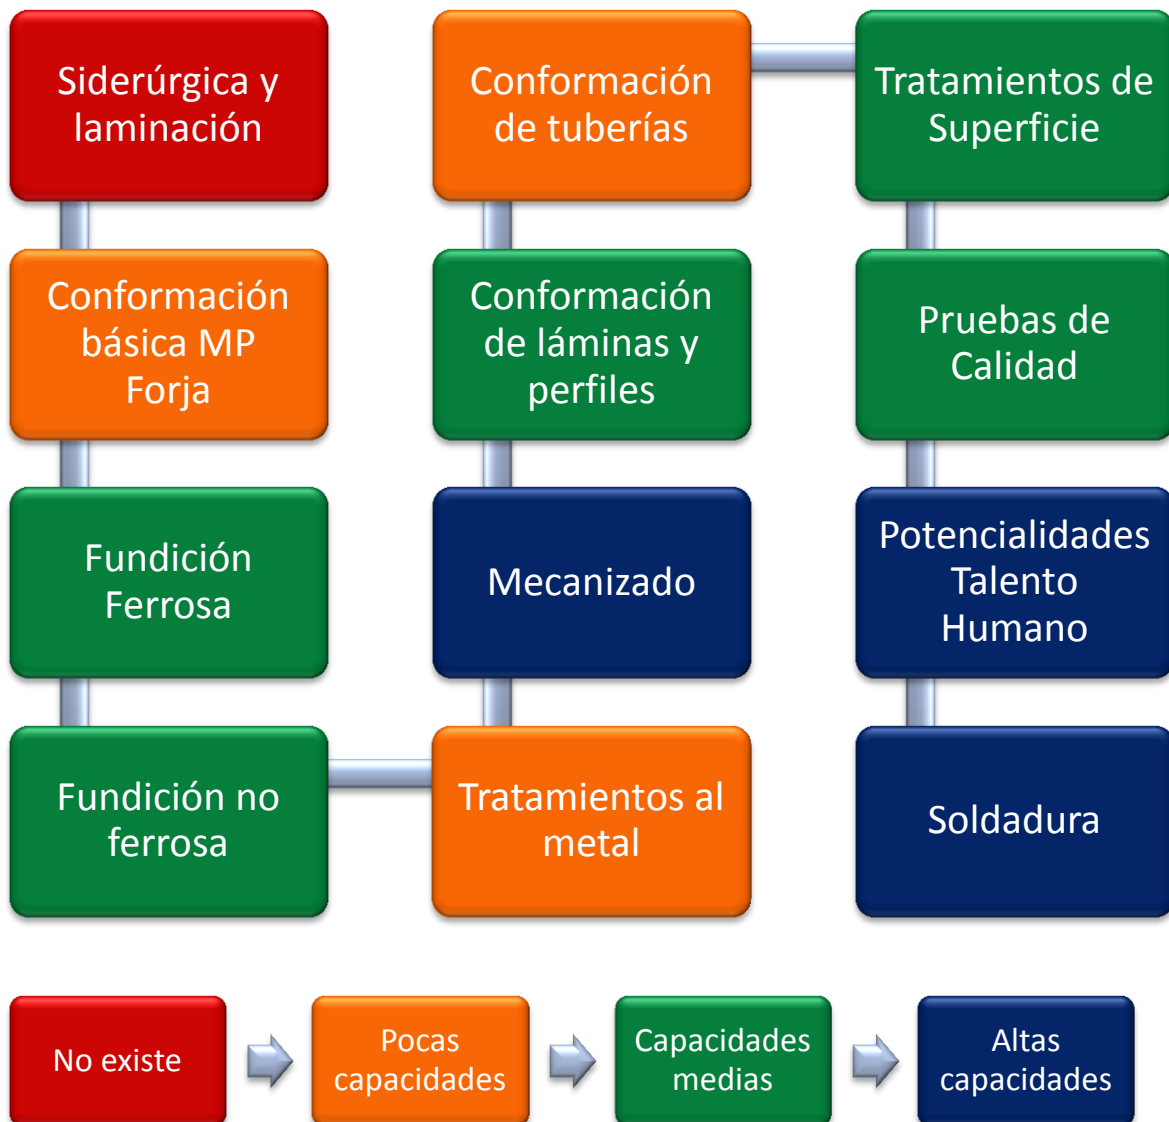 Siderúrgica y
laminación
Conformación
básica MP
Forja
Fundición
Ferrosa
Fundición no
ferrosa
Tratamientos al
metal
Mecanizado
Conformación
de láminas y
perfiles
Conformación
de tuberías
Tratamientos de
Superficie
Pruebas de
Calidad
Potencialidades
Talento
Humano
Soldadura
No existe
Pocas
capacidades
Capacidades
medias
Altas
capacidades